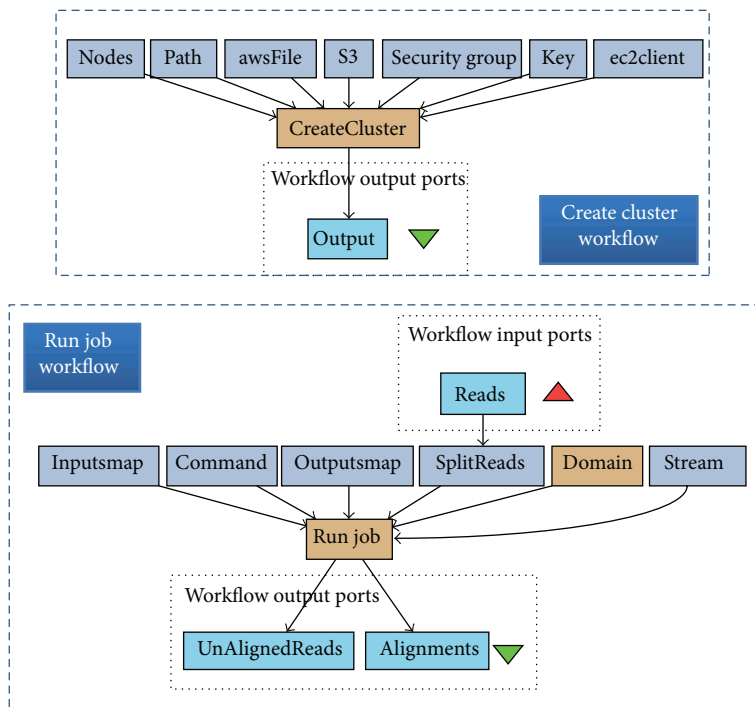 Nodes
Path
awsFile
S3
Security group
Key
ec2client
CreateCluster
Workflow output ports
Output
Create cluster
workflow
Run job
workflow
Workflow input ports
Reads
Inputsmap
Command
Outputsmap
SplitReads
Domain
Stream
Run job
Workflow output ports
UnAlignedReads
Alignments